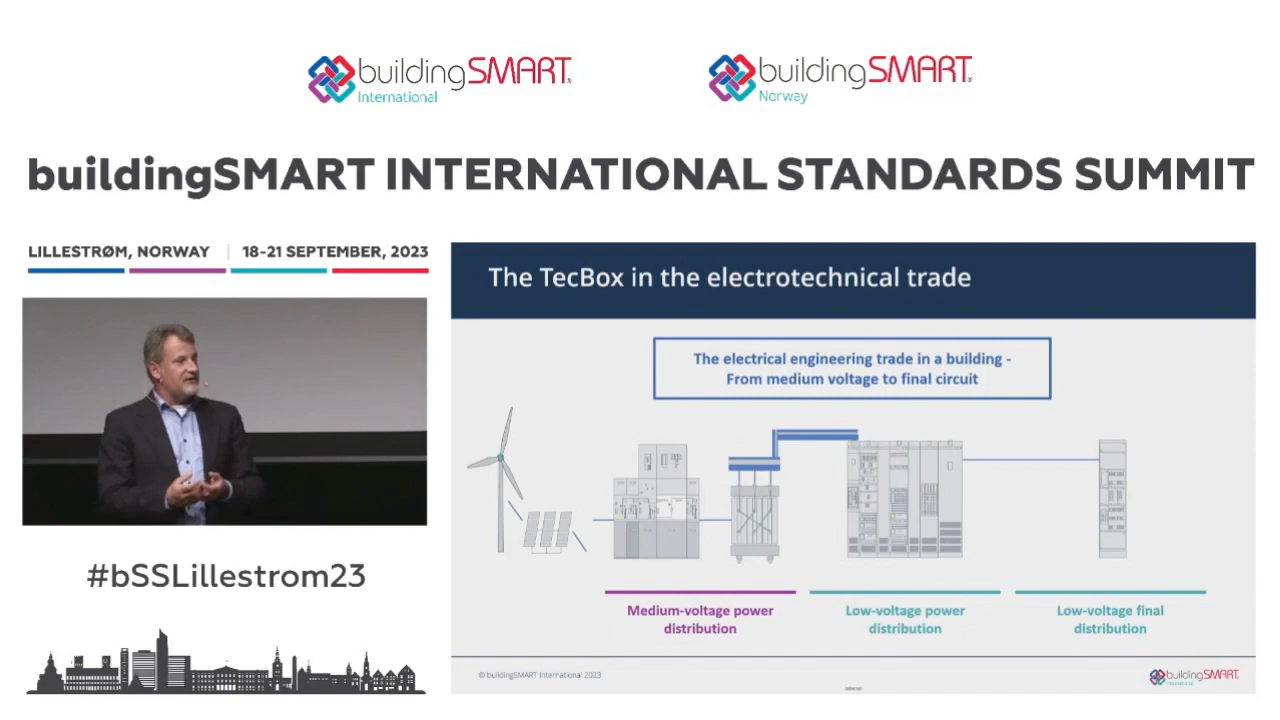 buildingSMART
International
buildingSMART
Norway
buildingSMART INTERNATIONAL STANDARDS SUMMIT
LILLESTRØM, NORWAY | 18-21 SEPTEMBER, 2023
#bSSLillestrom23
The TecBox in the electrotechnical trade
The electrical engineering trade in a building -
From medium voltage to final circuit
Medium-voltage power
distribution
Low-voltage power
distribution
Low-voltage final
distribution
© buildingSMART International 2023
buildingSMART
International